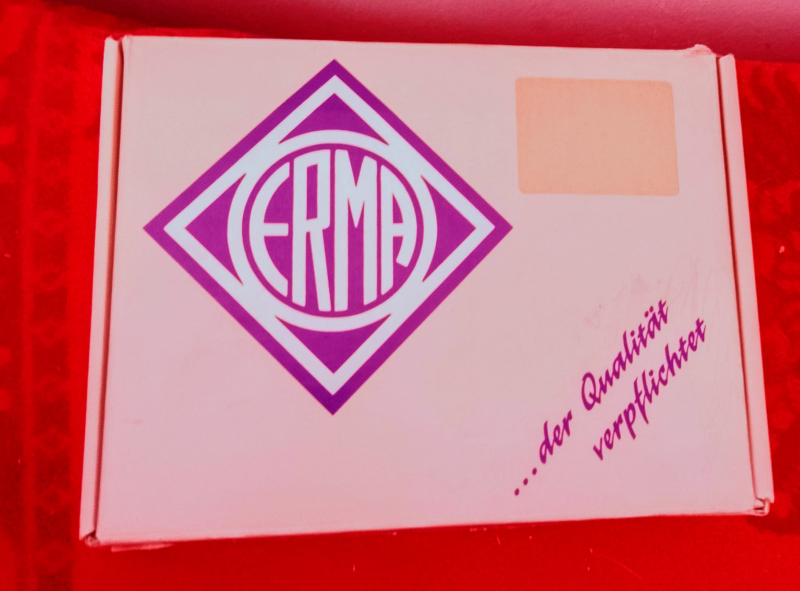 ERMA
...der Qualität
verpflichtet